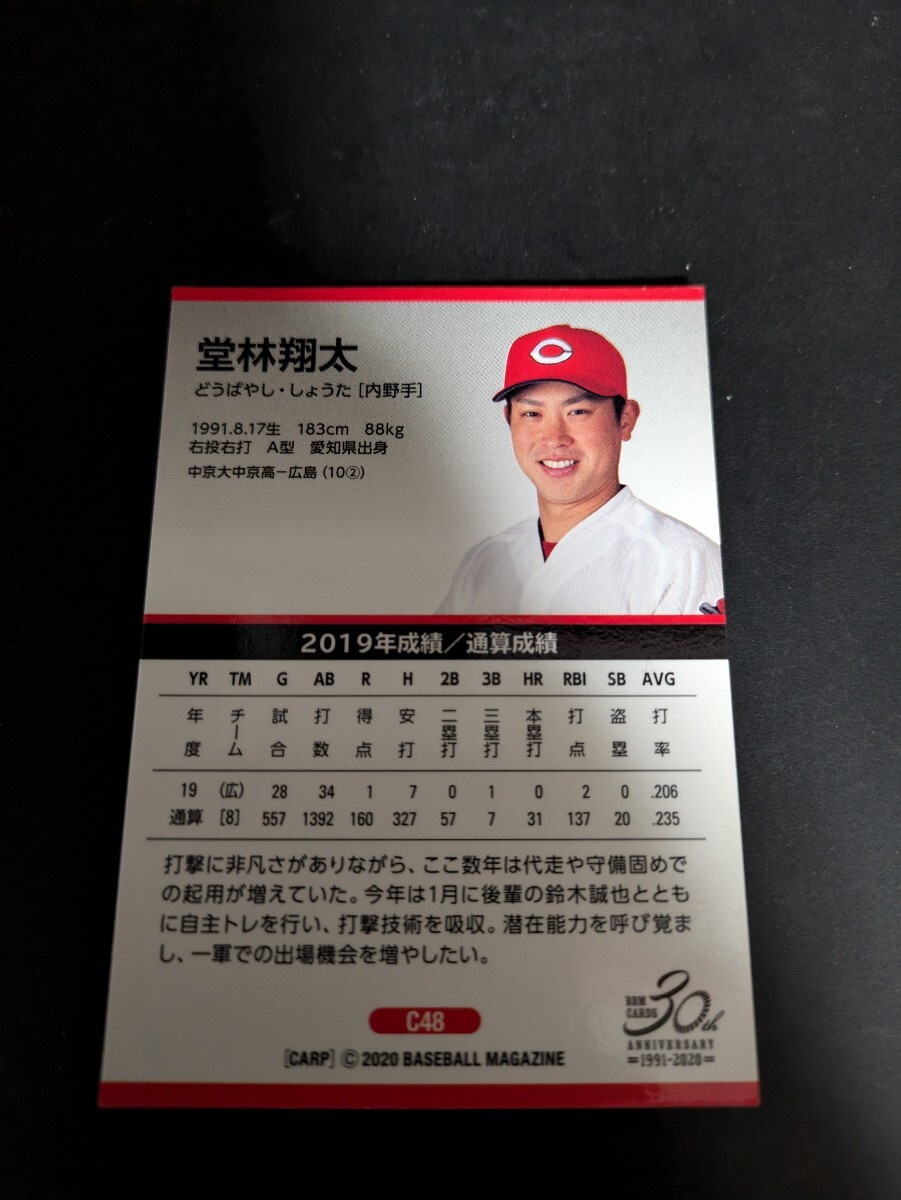 堂林翔太
どうばやし・しょうた [内野手]
1991.8.17生 183cm 88kg
右投右打 A型 愛知県出身
中京大中京高−広島 (10②)
2019年成績／通算成績
YR TM G AB R H 2B 3B HR RBI SB AVG
年度 チーム 試合 打数 得点 安打 二塁打 三塁打 本塁打 打点 盗塁 打率
19 (広) 28 34 1 7 0 1 0 2 0 .206
通算 [8] 557 1392 160 327 57 7 31 137 20 .235
打撃に非凡さがありながら、ここ数年は代走や守備固めで
の起用が増えていた。今年は1月に後輩の鈴木誠也ととも
に自主トレを行い、打撃技術を吸収。潜在能力を呼び覚ま
し、一軍での出場機会を増やしたい。
BBM CARDS 30th
ANNIVERSARY
1991-2020
C48
[CARP] © 2020 BASEBALL MAGAZINE